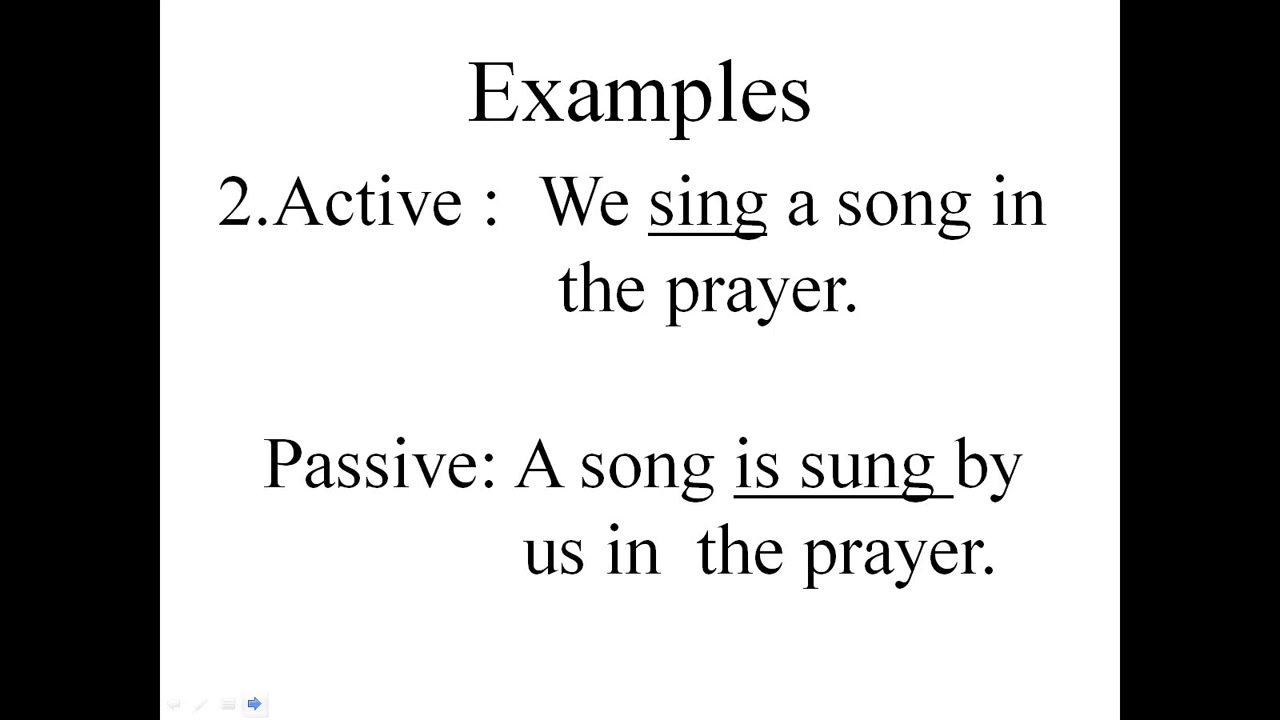 Examples
2.Active :  We sing a song in
the prayer.
Passive: A song is sung by
us in  the prayer.